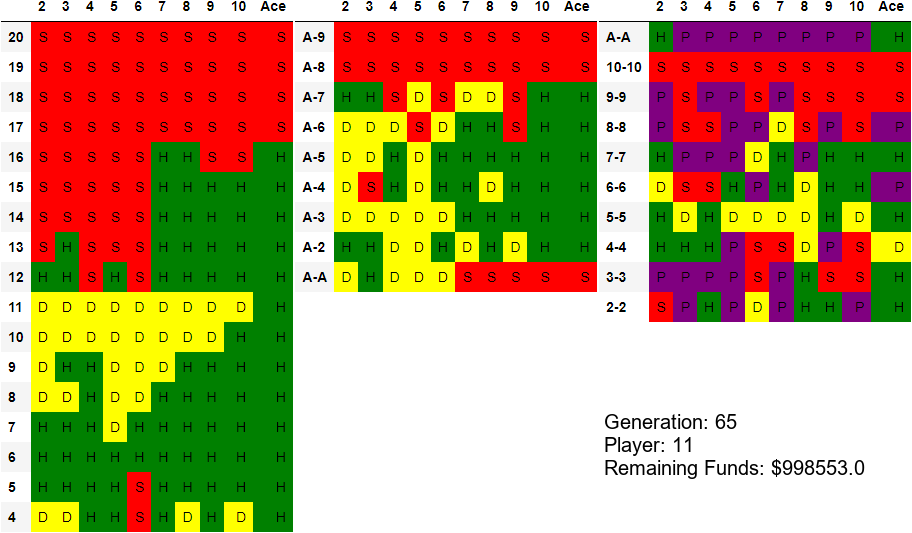 2 3 4 5 6 7 8 9 10 Ace 2 3 4 5 6 7 8 9 10 Ace 2 3 4 5 6 7 8 9 10 Ace
20 S S S S S S S S S S A-9 S S S S S S S S S S A-A H P P P P P P P P H
19 S S S S S S S S S S A-8 S S S S S S S S S S 10-10 S S S S S S S S S S
18 S S S S S S S S S S A-7 H H S D S D D S H H 9-9 P S P P S P S S S S
17 S S S S S S S S S S A-6 D D D S D H H S H H 8-8 P S S P P D S P S P
16 S S S S S H H S S H A-5 D D H D H H H H H H 7-7 H P P P D H P H H H
15 S S S S S H H H H H A-4 D S H D H H D H H H 6-6 D S S H P H D H H P
14 S S S S S H H H H H A-3 D D D D D H H H H H 5-5 H D H D D D D H D H
13 S H S S S H H H H H A-2 H H D D H D H D H H 4-4 H H H P S S D P S D
12 H H S H S H H H H H A-A D H D D D S S S S S 3-3 P P P P S P H S S H
11 D D D D D D D D D H 2-2 S P H P D P H H P H
10 D D D D D D D D H H
9 D H H D D D H H H H
8 D D H D D H H H H H
7 H H H D H H H H H H
6 H H H H H H H H H H
5 H H H H S H H H H H
4 D D H H S H D H D H
Generation: 65
Player: 11
Remaining Funds: $998553.0